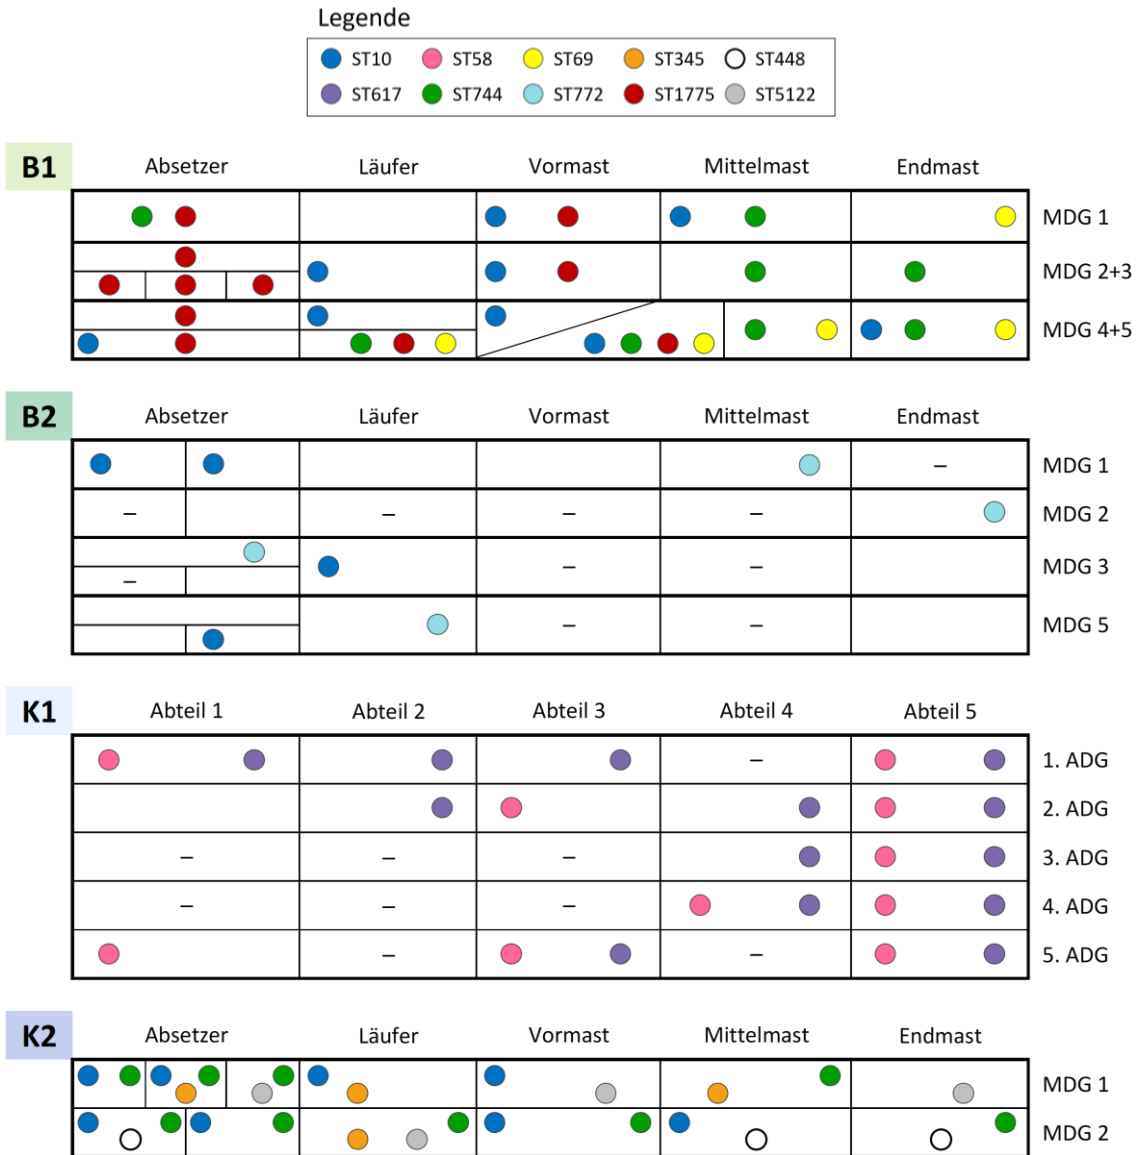 Legende
ST10 ST58 ST69 ST345 ST448
ST617 ST744 ST772 ST1775 ST5122
B1 Absetzer Läufer Vormast Mittelmast Endmast
MDG 1
MDG 2+3
MDG 4+5
B2 Absetzer Läufer Vormast Mittelmast Endmast
– MDG 1
– – – – MDG 2
– – – MDG 3
– – MDG 5
K1 Abteil 1 Abteil 2 Abteil 3 Abteil 4 Abteil 5
– 1. ADG
2. ADG
– – – 3. ADG
– – – 4. ADG
– – 5. ADG
K2 Absetzer Läufer Vormast Mittelmast Endmast
MDG 1
MDG 2